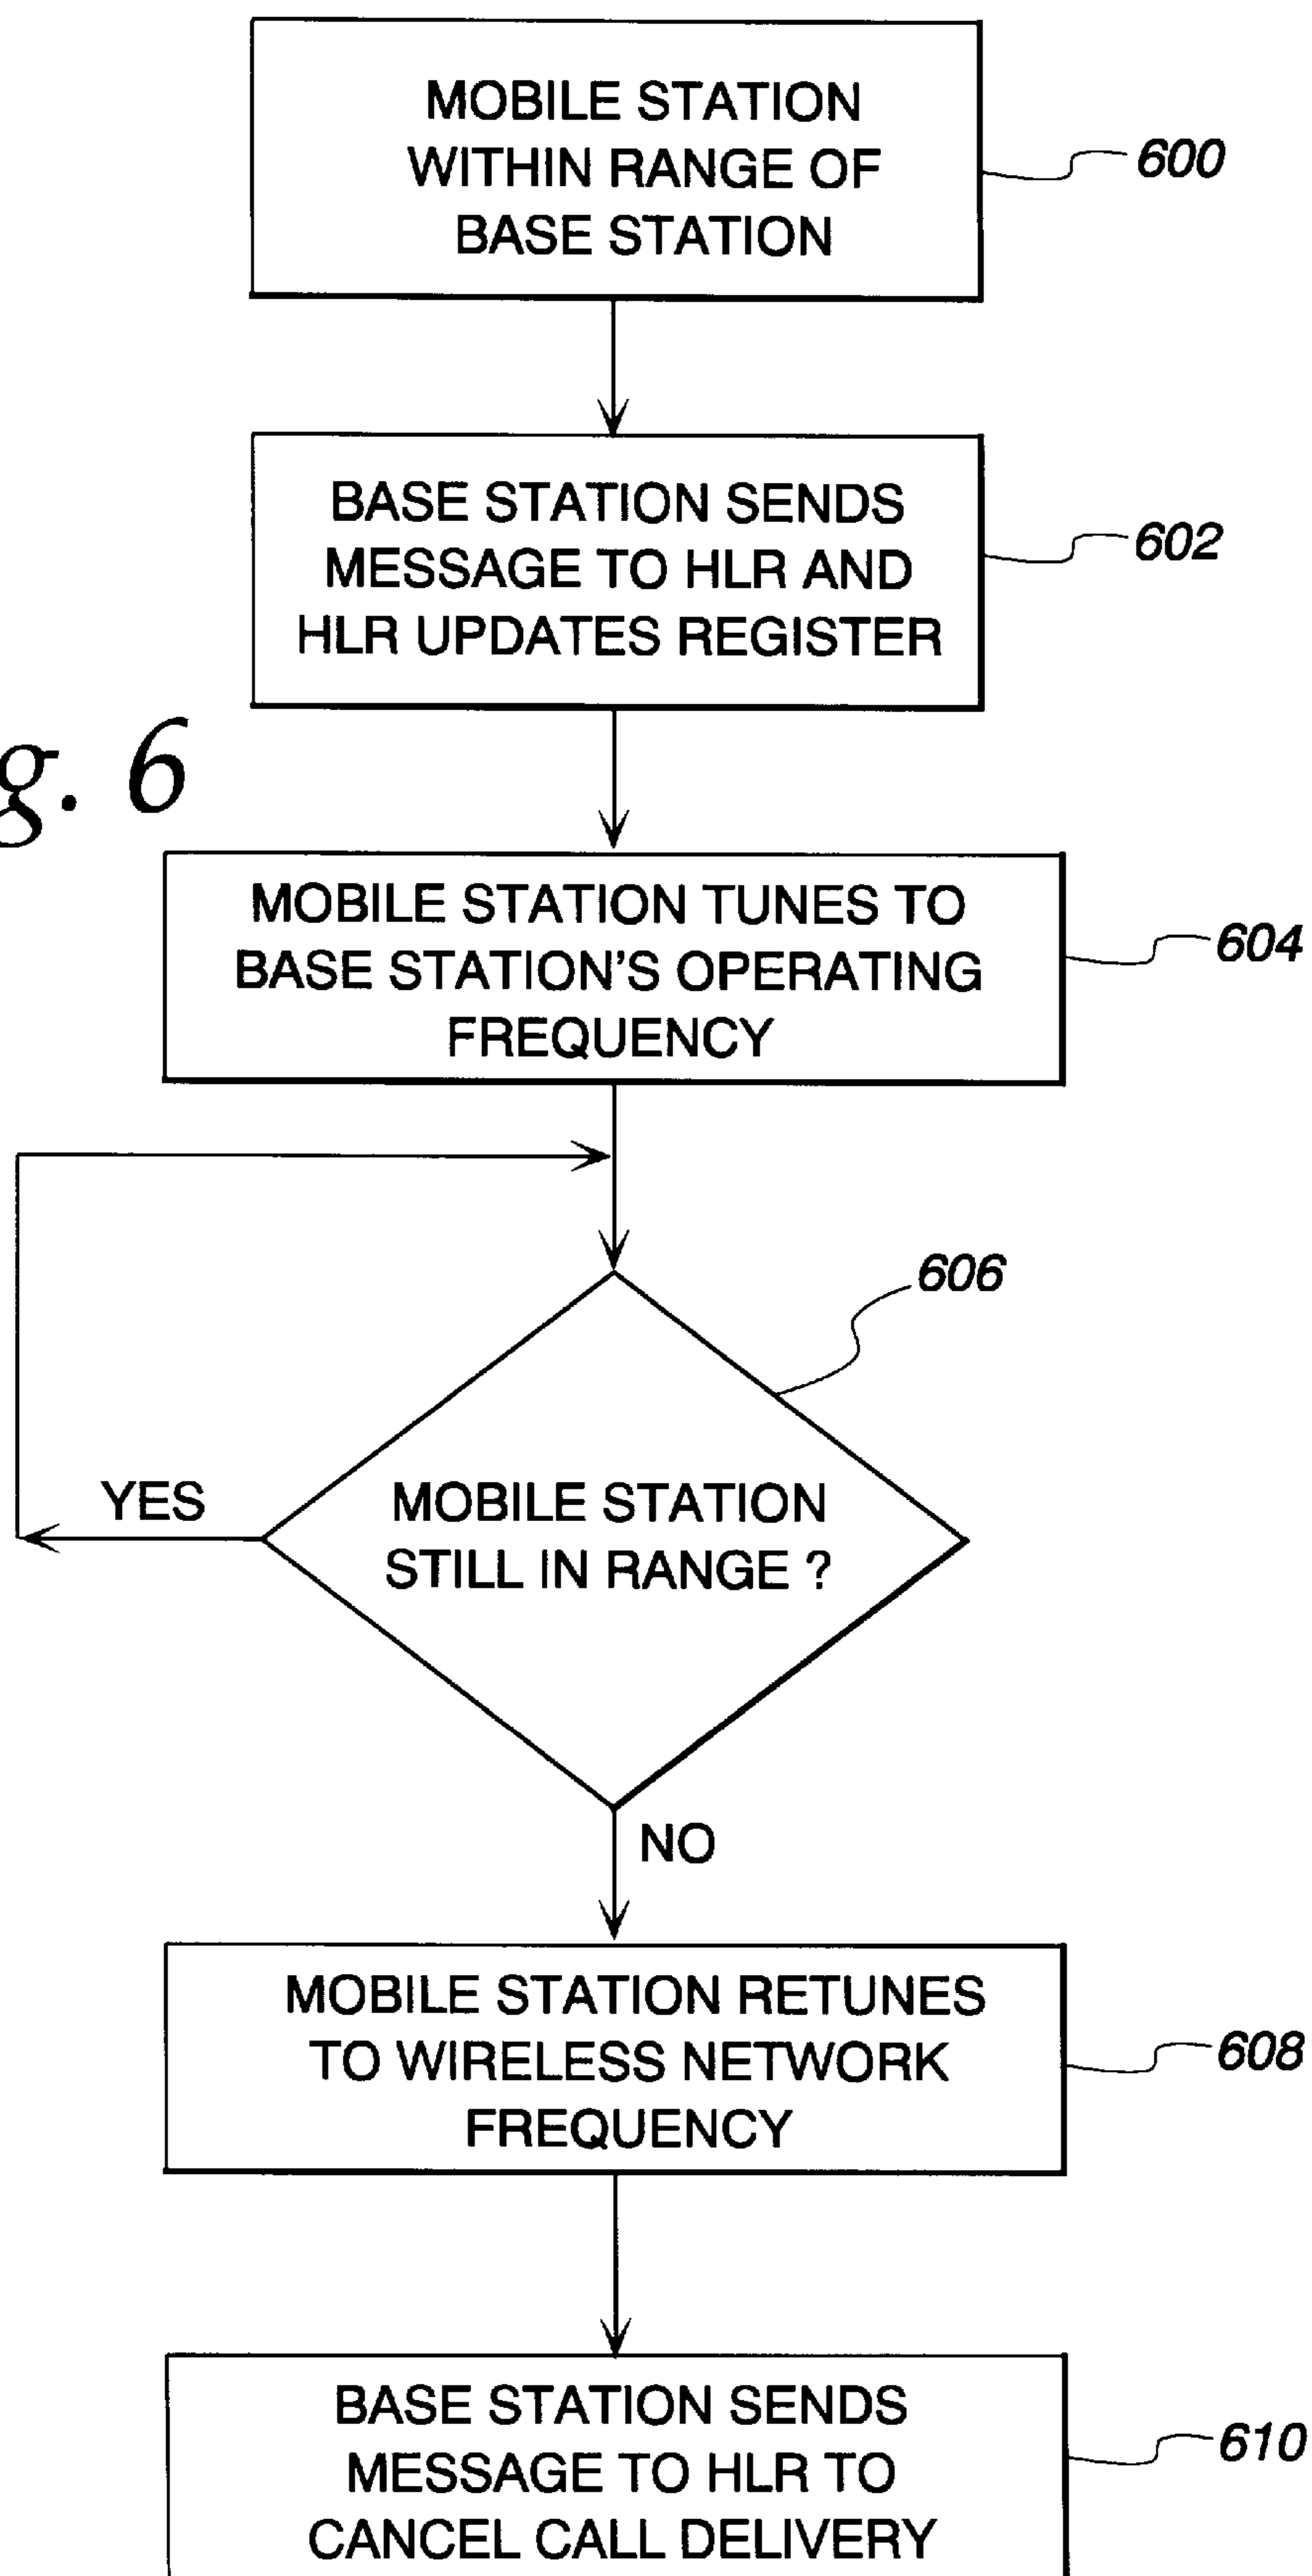 MOBILE STATION
WITHIN RANGE OF
BASE STATION
600
BASE STATION SENDS
MESSAGE TO HLR AND
HLR UPDATES REGISTER
602
g. 6
MOBILE STATION TUNES TO
BASE STATION'S OPERATING
FREQUENCY
604
606
YES
MOBILE STATION
STILL IN RANGE ?
NO
MOBILE STATION RETUNES
TO WIRELESS NETWORK
FREQUENCY
608
BASE STATION SENDS
MESSAGE TO HLR TO
CANCEL CALL DELIVERY
610